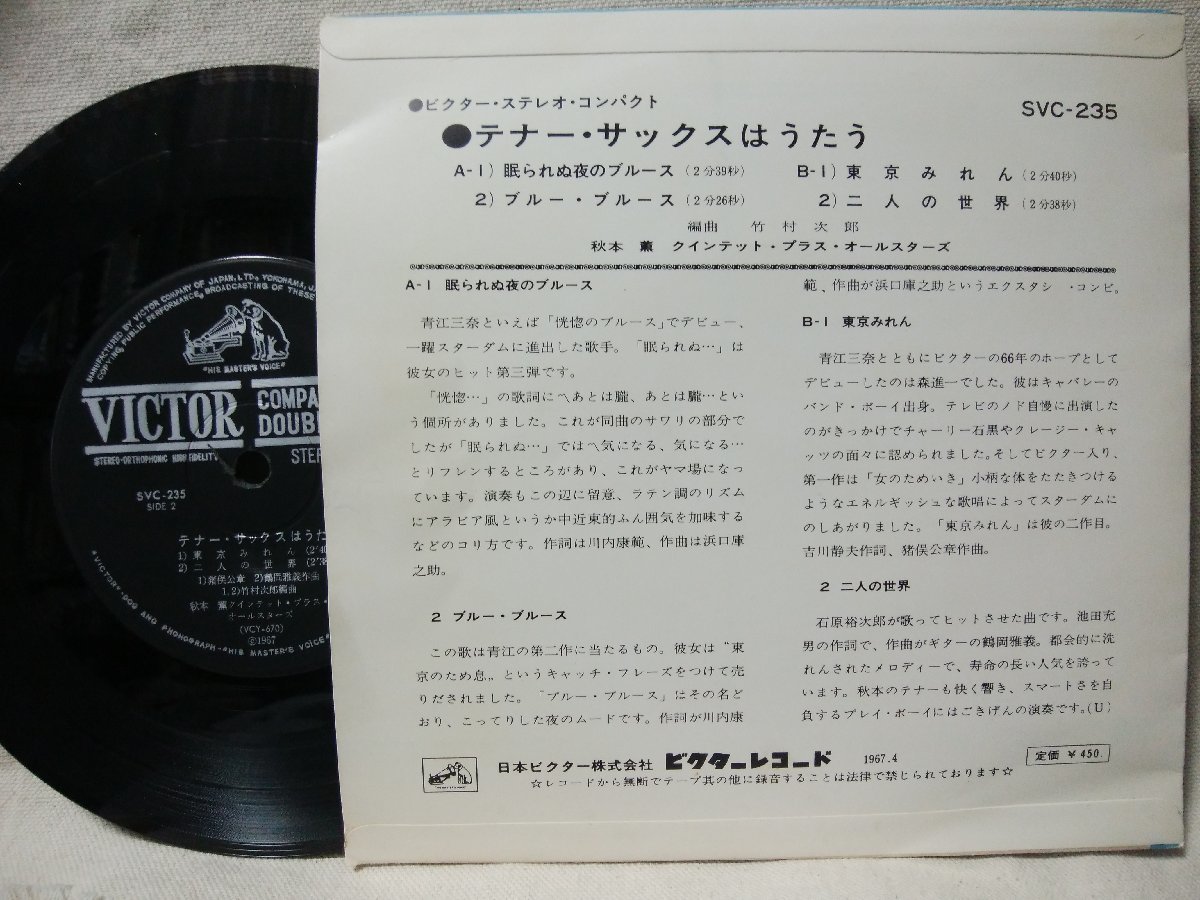 ●ビクター・ステレオ・コンパクト
SVC-235
●テナー・サックスはうたう
A-1) 眠られぬ夜のブルース (2分39秒)
2) ブルー・ブルース (2分26秒)
B-1) 東京みれん (2分40秒)
2) 二人の世界 (2分38秒)
編曲 竹村次郎
秋本 薫 クインテット・プラス・オールスターズ
A-1 眠られぬ夜のブルース
青江三奈といえば「恍惚のブルース」でデビュー、
一躍スターダムに進出した歌手。「眠られぬ…」は
彼女のヒット第三弾です。
「恍惚…」の歌詞にへあとは朧、あとは朧…とい
う個所がありました。これが同曲のサワリの部分で
したが「眠られぬ…」ではへ気になる、気になる…
とリフレンするところがあり、これがヤマ場になっ
ています。演奏もこの辺に留意、ラテン調のリズム
にアラビア風というか中近東的ふん囲気を加味する
などのコリ方です。作詞は川内康範、作曲は浜口庫
之助。
2 ブルー・ブルース
この歌は青江の第二作に当たるもの。彼女は“東
京のため息〟というキャッチ・フレーズをつけて売
りだされました。「ブルー・ブルース」はその名ど
おり、こってりした夜のムードです。作詞が川内康
範、作曲が浜口庫之助というエクスタシー・コンビ。
B-1 東京みれん
青江三奈とともにビクターの66年のホープとして
デビューしたのは森進一でした。彼はキャバレーの
バンド・ボーイ出身。テレビのノド自慢に出演した
のがきっかけでチャーリー石黒やクレージー・キャ
ッツの面々に認められました。そしてビクター入り、
第一作は「女のためいき」小柄な体をたたきつける
ようなエネルギッシュな歌唱によってスターダムに
のしあがりました。「東京みれん」は彼の二作目。
吉川静夫作詞、猪俣公章作曲。
2 二人の世界
石原裕次郎が歌ってヒットさせた曲です。池田充
男の作詞で、作曲がギターの鶴岡雅義。都会的に洗
れんされたメロディーで、寿命の長い人気を誇って
います。秋本のテナーも快く響き、スマートさを自
負するプレイ・ボーイにはごきげんの演奏です。(U)
日本ビクター株式会社 ビクターレコード 1967.4
定価 ¥450.
☆レコードから無断でテープ其の他に録音することは法律で禁じられております☆
MANUFACTURED BY VICTOR COMPANY OF JAPAN, LTD., YOKOHAMA, JA
COPYING, PUBLIC PERFORMANCE, BROADCASTING OF THESE
"HIS MASTER'S VOICE"
VICTOR
COMPA
DOUB
STEREO-ORTHOPHONIC HIGH FIDELITY
STE
SVC-235
SIDE 2
テナー・サックスはうた
1) 東京みれん (2'40
2) 二人の世界 (2'38
1)猪俣公章 2)鶴岡雅義作曲
1,2)竹村次郎編曲
秋本 薫クインテット・プラス・
オールスターズ
(VCY-670)
Ⓟ1967
"VICTOR"-DOG AND PHONOGRAPH-"HIS MASTER'S VOICE"